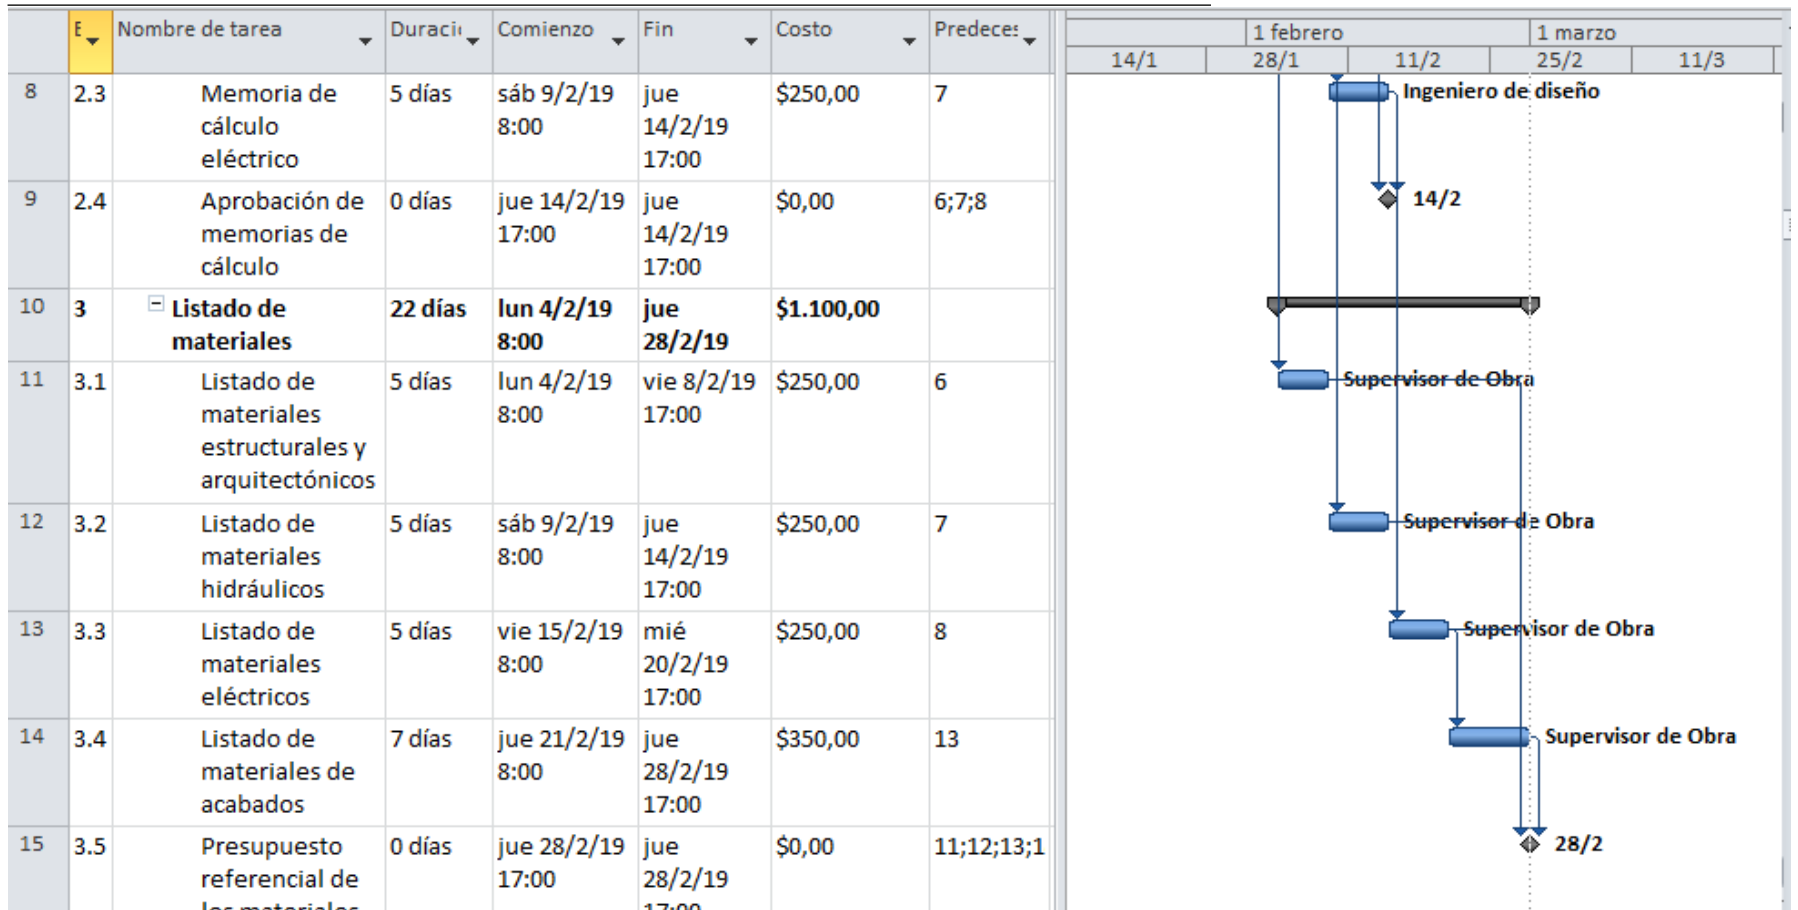 E Nombre de tarea Duració Comienzo Fin Costo Predeces
1 febrero 1 marzo
14/1 28/1 11/2 25/2 11/3
8 2.3 Memoria de 5 días sáb 9/2/19 jue $250,00 7 Ingeniero de diseño
cálculo 8:00 14/2/19
eléctrico 17:00
9 2.4 Aprobación de 0 días jue 14/2/19 jue $0,00 6;7;8 14/2
memorias de 17:00 14/2/19
cálculo 17:00
10 3 Listado de 22 días lun 4/2/19 jue $1.100,00
materiales 8:00 28/2/19
11 3.1 Listado de 5 días lun 4/2/19 vie 8/2/19 $250,00 6 Supervisor de Obra
materiales 8:00 17:00
estructurales y
arquitectónicos
12 3.2 Listado de 5 días sáb 9/2/19 jue $250,00 7 Supervisor de Obra
materiales 8:00 14/2/19
hidráulicos 17:00
13 3.3 Listado de 5 días vie 15/2/19 mié $250,00 8 Supervisor de Obra
materiales 8:00 20/2/19
eléctricos 17:00
14 3.4 Listado de 7 días jue 21/2/19 jue $350,00 13 Supervisor de Obra
materiales de 8:00 28/2/19
acabados 17:00
15 3.5 Presupuesto 0 días jue 28/2/19 jue $0,00 11;12;13;1 28/2
referencial de 17:00 28/2/19
los materiales 17:00